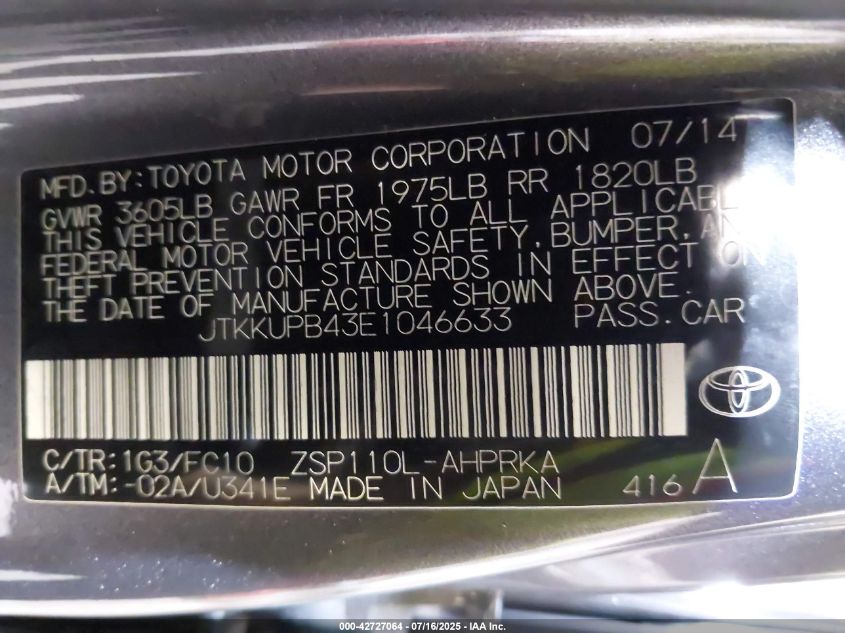 MFD. BY: TOYOTA MOTOR CORPORATION 07/14
GVWR 3605LB GAWR FR 1975LB RR 1820LB
THIS VEHICLE CONFORMS TO ALL APPLICABLE
FEDERAL MOTOR VEHICLE SAFETY, BUMPER, AN
THEFT PREVENTION STANDARDS IN EFFECT ON
THE DATE OF MANUFACTURE SHOWN ABOVE.
JTKKUPB43E1046633 PASS. CAR
C/TR: 1G3/FC10 ZSP110L-AHPRKA
A/TM: -02A/U341E MADE IN JAPAN 416 A
000-42727064 | 07/16/2025 - IAA Inc.